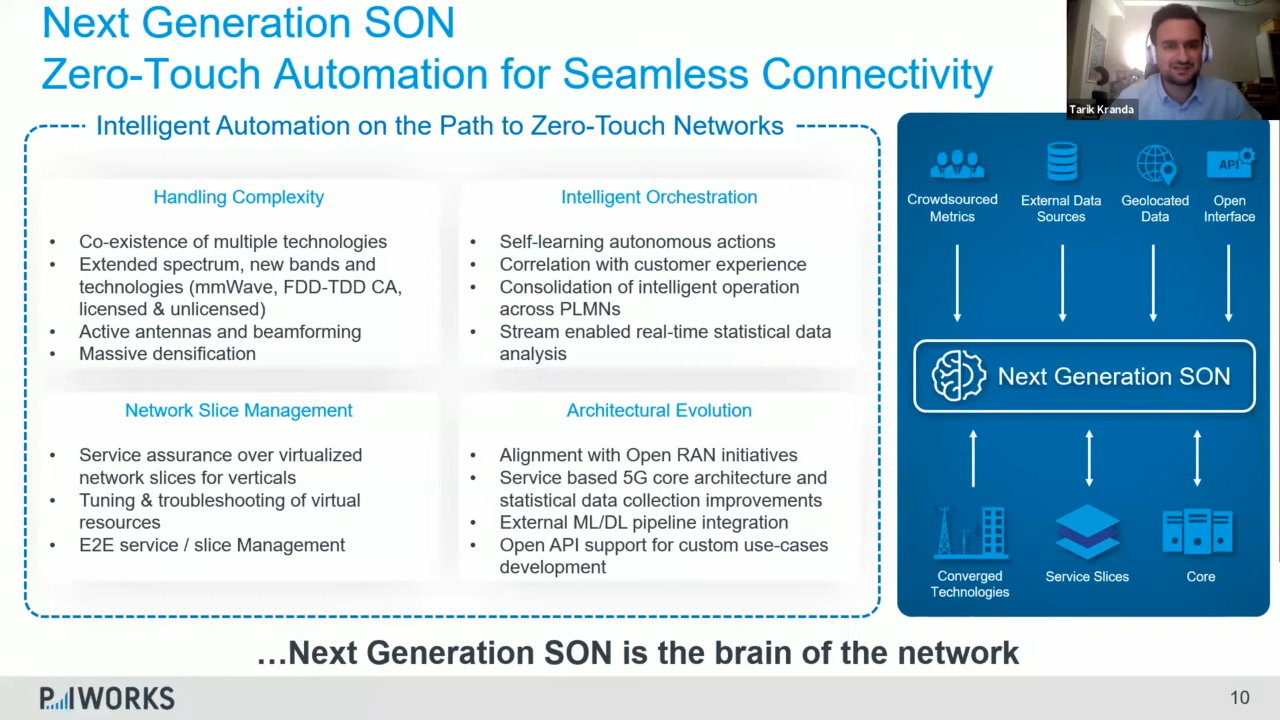 Next Generation SON
Zero-Touch Automation for Seamless Connectivity
Tarik Kranda
Intelligent Automation on the Path to Zero-Touch Networks
Handling Complexity
• Co-existence of multiple technologies
• Extended spectrum, new bands and
technologies (mmWave, FDD-TDD CA,
licensed & unlicensed)
• Active antennas and beamforming
• Massive densification
Intelligent Orchestration
• Self-learning autonomous actions
• Correlation with customer experience
• Consolidation of intelligent operation
across PLMNs
• Stream enabled real-time statistical data
analysis
Network Slice Management
• Service assurance over virtualized
network slices for verticals
• Tuning & troubleshooting of virtual
resources
• E2E service / slice Management
Architectural Evolution
• Alignment with Open RAN initiatives
• Service based 5G core architecture and
statistical data collection improvements
• External ML/DL pipeline integration
• Open API support for custom use-cases
development
API
Crowdsourced
Metrics
External Data
Sources
Geolocated
Data
Open
Interface
Next Generation SON
Converged
Technologies
Service Slices
Core
...Next Generation SON is the brain of the network
P.I WORKS
10